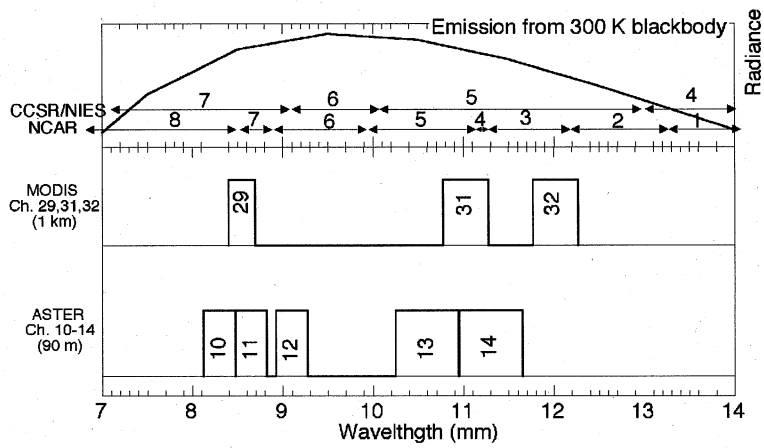 Emission from 300 K blackbody
Radiance
CCSR/NIES 7 6 5 4
NCAR 8 7 6 5 4 3 2 1
MODIS
Ch. 29,31,32
(1 km)
29 31 32
ASTER
Ch. 10-14
(90 m)
10 11 12 13 14
7 8 9 10 11 12 13 14
Wavelthgth (mm)